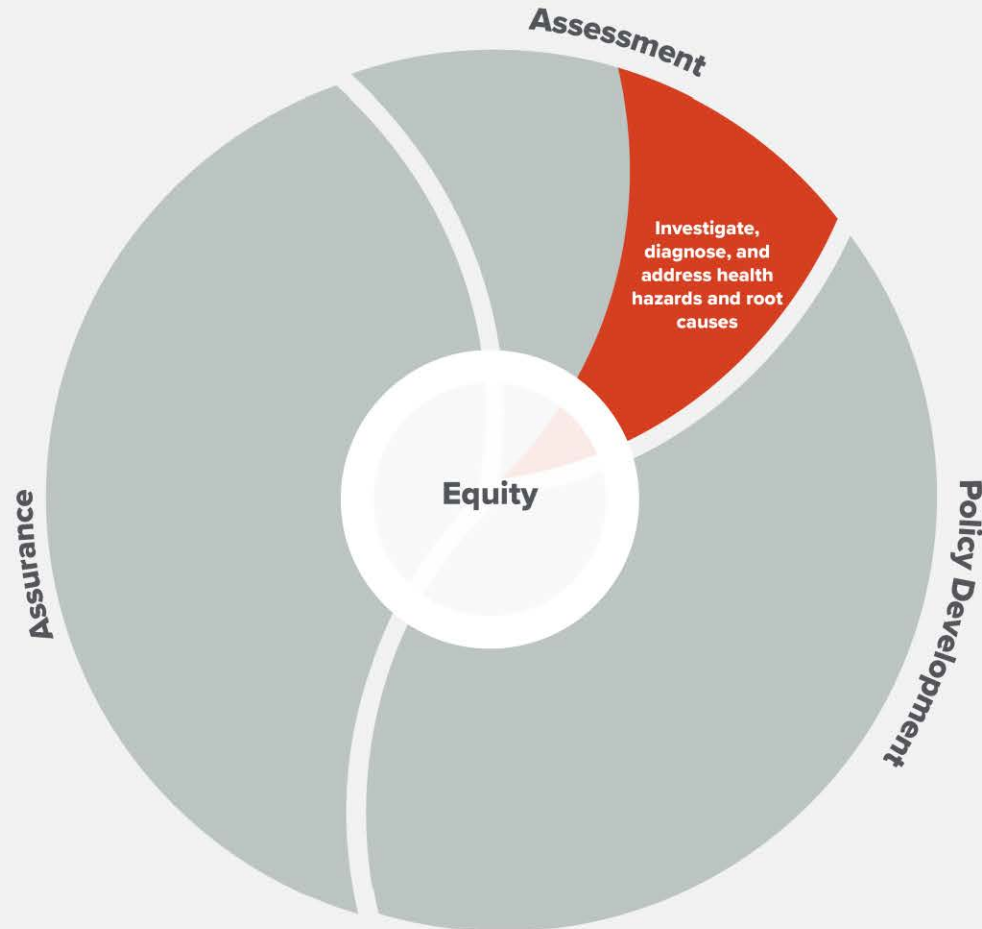 Assessment
Investigate,
diagnose, and
address health
hazards and root
causes
Equity
Assurance
Policy Development